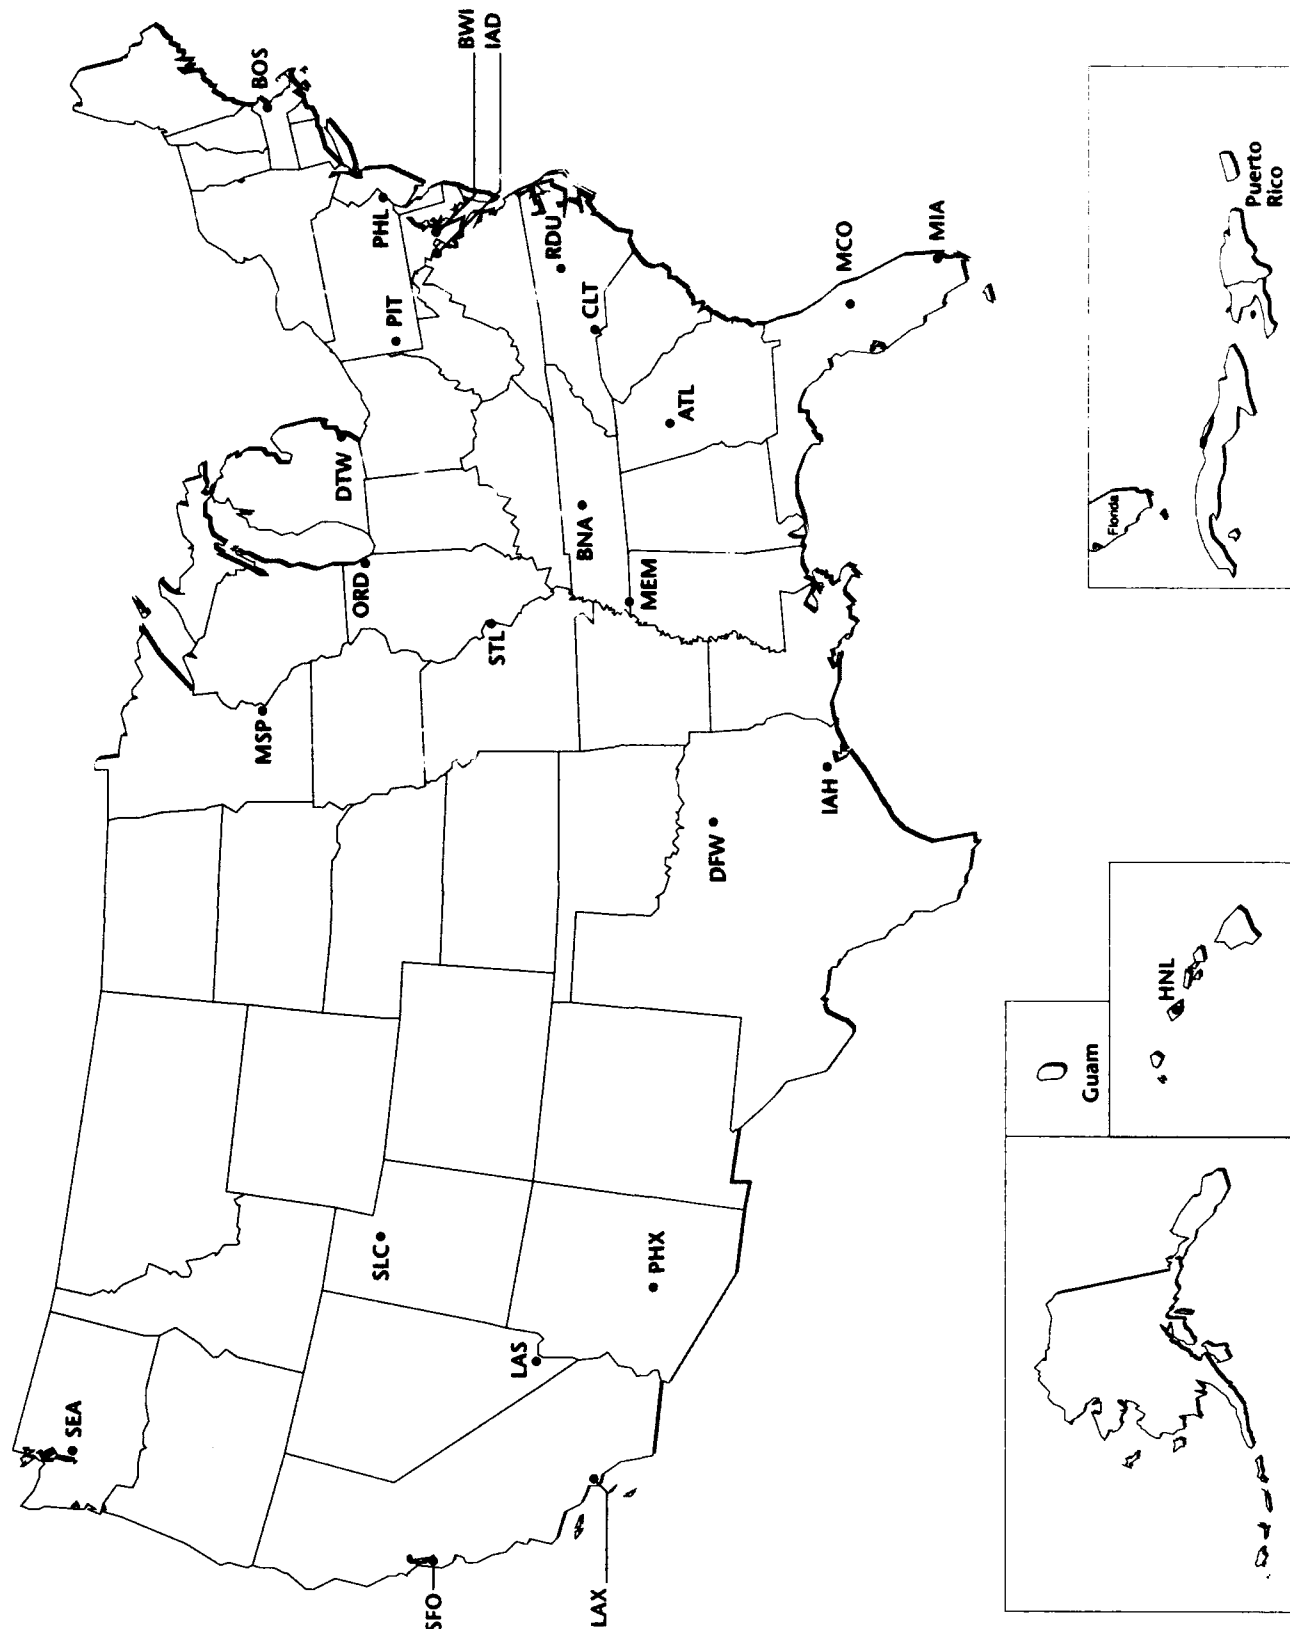 SEA
SFO
LAX
LAS
SLC
PHX
MSP
DFW
IAH
ORD
STL
MEM
BNA
DTW
ATL
PIT
PHL
CLT
RDU
BOS
BWI
IAD
MCO
MIA
Guam
HNL
Florida
Puerto
Rico